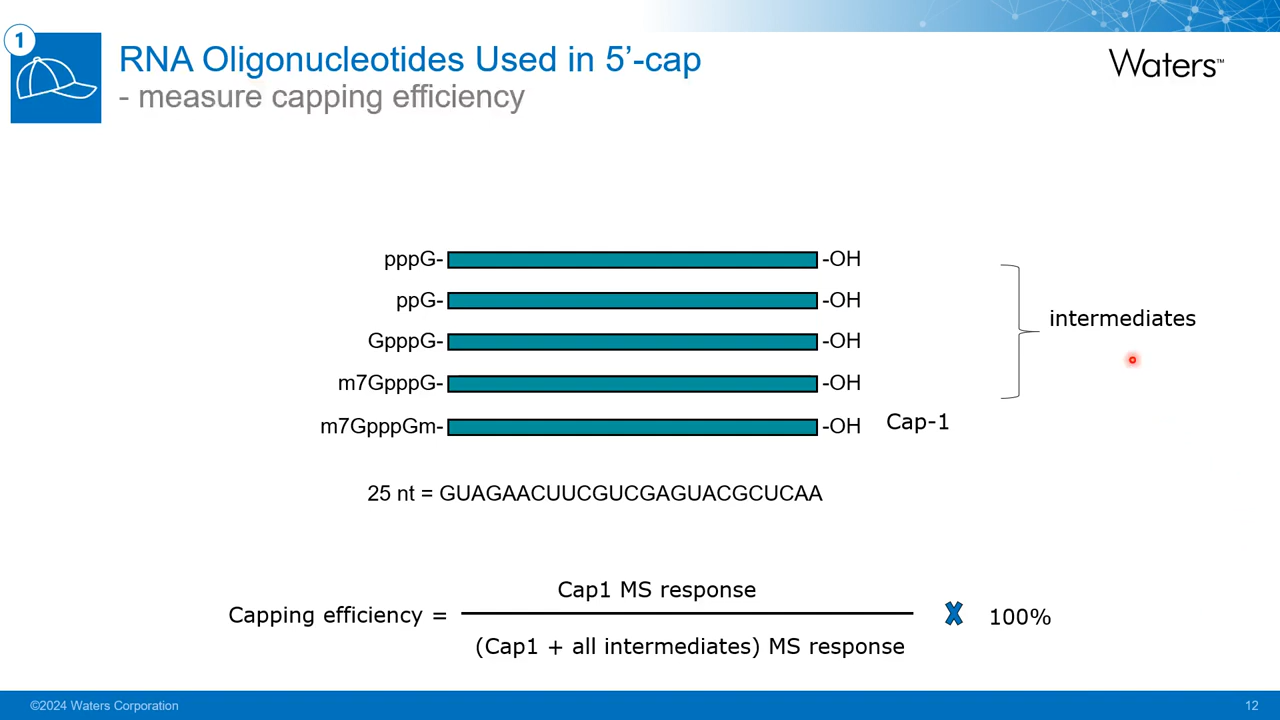 1
RNA Oligonucleotides Used in 5’-cap
- measure capping efficiency
Waters™
pppG- -OH
ppG- -OH
GpppG- -OH
intermediates
m7GpppG- -OH
m7GpppGm- -OH Cap-1
25 nt = GUAGAACUUCGUCGAGUACGCUCAA
Cap1 MS response
Capping efficiency = X 100%
(Cap1 + all intermediates) MS response
©2024 Waters Corporation
12